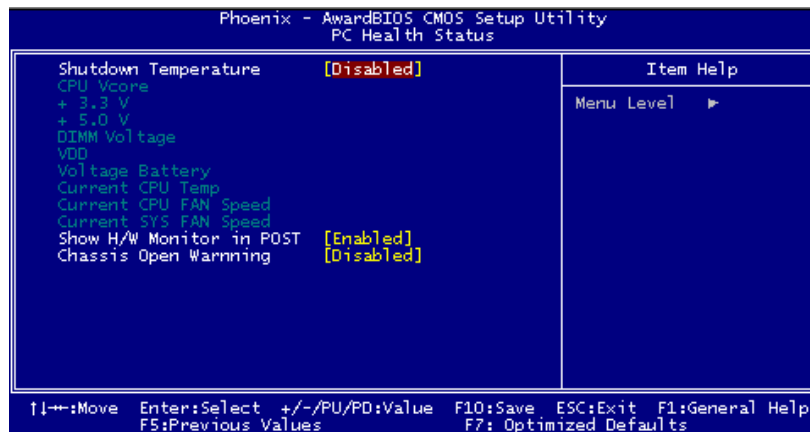 Phoenix - AwardBIOS CMOS Setup Utility
PC Health Status
Shutdown Temperature [Disabled]
CPU Vcore
+ 3.3 V
+ 5.0 V
DIMM Voltage
VDD
Voltage Battery
Current CPU Temp
Current CPU FAN Speed
Current SYS FAN Speed
Show H/W Monitor in POST [Enabled]
Chassis Open Warnning [Disabled]
Item Help
Menu Level ►
↑↓→←:Move Enter:Select +/-/PU/PD:Value F10:Save ESC:Exit F1:General Help
F5:Previous Values F7: Optimized Defaults